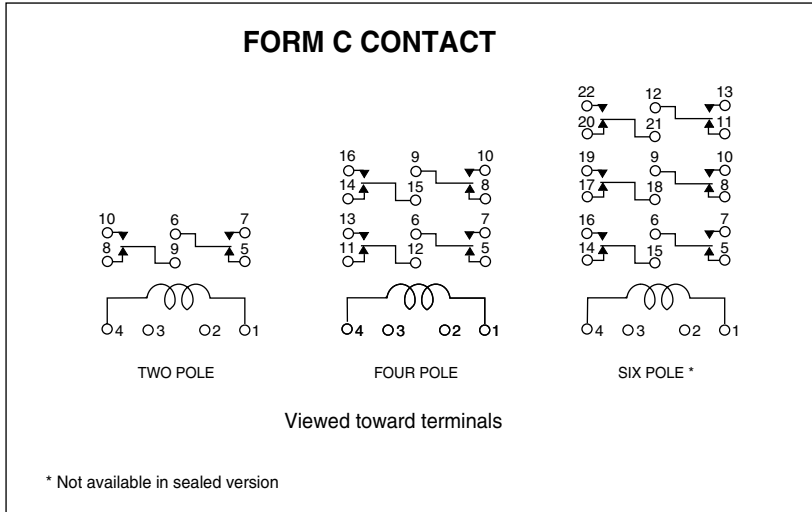 FORM C CONTACT
22 12 13
20 21 11
16 9 10 19 9 10
14 15 8 17 18 8
10 6 7 13 6 7 16 6 7
8 9 5 11 12 5 14 15 5
4 3 2 1 4 3 2 1 4 3 2 1
TWO POLE FOUR POLE SIX POLE *
Viewed toward terminals
* Not available in sealed version